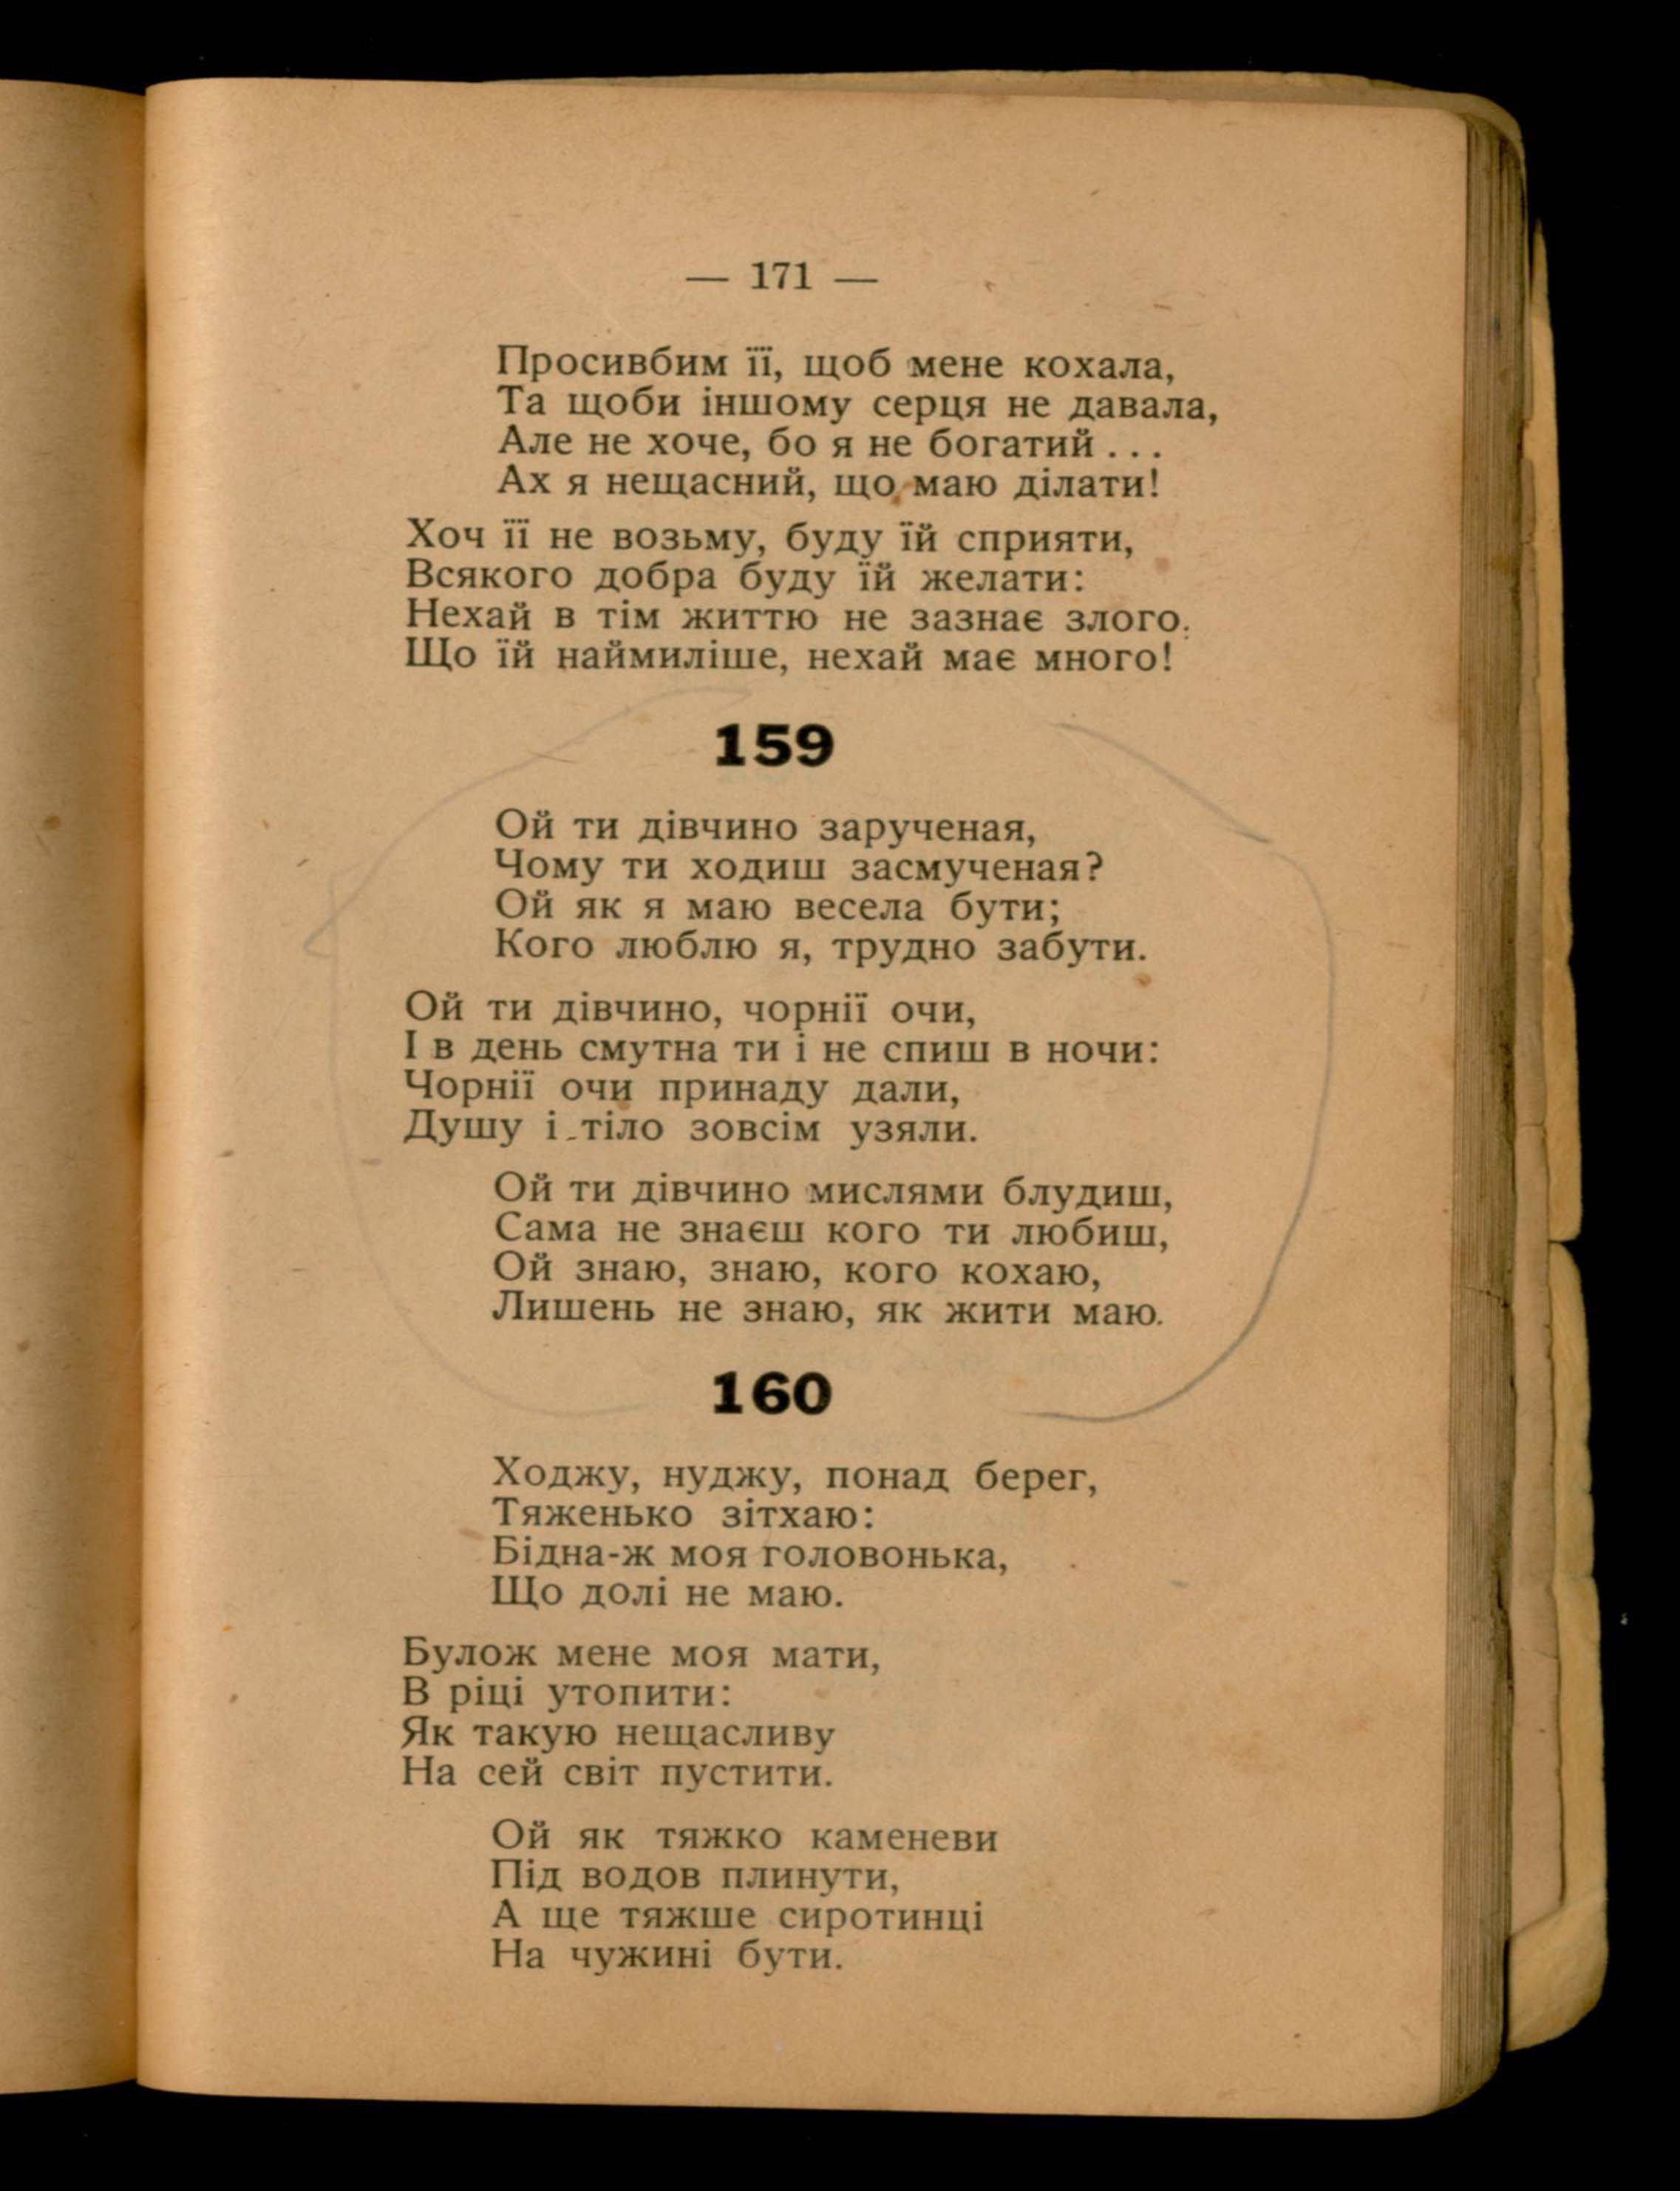 — 171 —
Просивбим її, щоб мене кохала,
Та щоби іншому серця не давала,
Але не хоче, бо я не богатий . . .
Ах я нещасний, що маю ділати!
Хоч її не возьму, буду їй сприяти,
Всякого добра буду їй желати:
Нехай в тім життю не зазнає злого.
Що їй наймиліше, нехай має много!
159
Ой ти дівчино зарученая,
Чому ти ходиш засмученая?
Ой як я маю весела бути;
Кого люблю я, трудно забути.
Ой ти дівчино, чорнії очи,
І в день смутна ти і не спиш в ночи:
Чорнії очи принаду дали,
Душу і тіло зовсім узяли.
Ой ти дівчино мислями блудиш,
Сама не знаєш кого ти любиш,
Ой знаю, знаю, кого кохаю,
Лишень не знаю, як жити маю.
160
Ходжу, нуджу, понад берег,
Тяженько зітхаю:
Бідна-ж моя головонька,
Що долі не маю.
Булож мене моя мати,
В ріці утопити:
Як такую нещасливу
На сей світ пустити.
Ой як тяжко каменеви
Під водов плинути,
А ще тяжше сиротинці
На чужині бути.